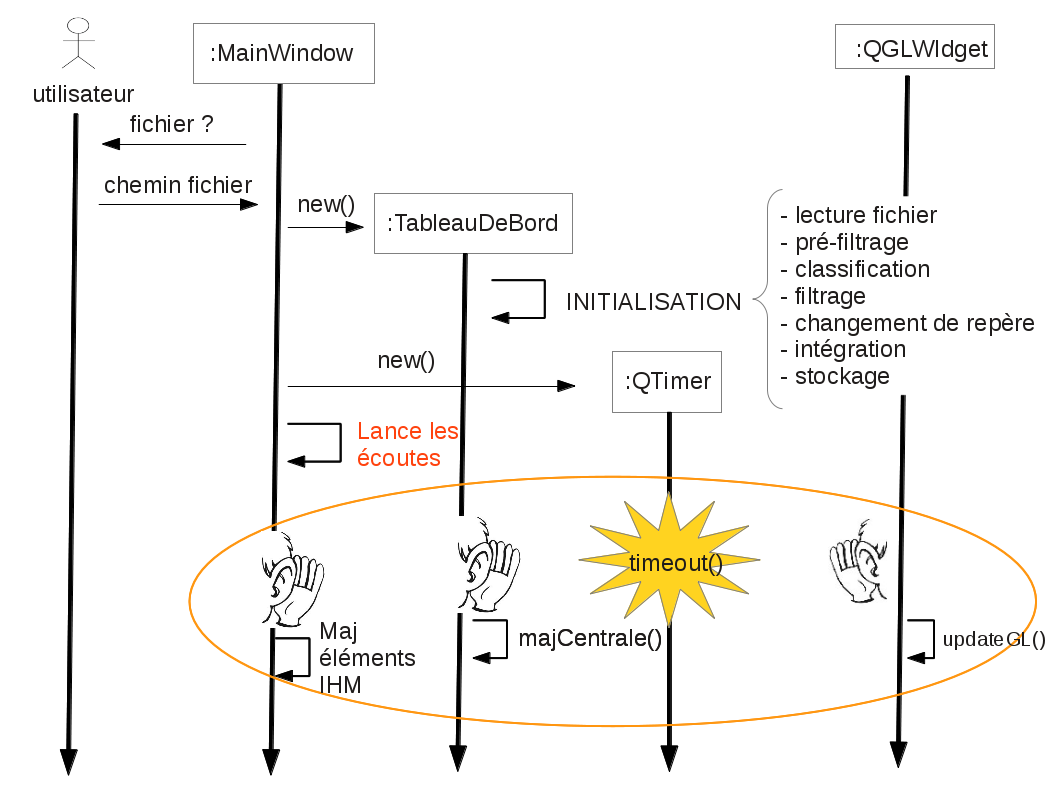 :MainWindow
:QGLWIdget
utilisateur
fichier ?
chemin fichier
new()
:TableauDeBord
INITIALISATION
- lecture fichier
- pré-filtrage
- classification
- filtrage
- changement de repère
- intégration
- stockage
new()
:QTimer
Lance les
écoutes
timeout()
Maj
éléments
IHM
majCentrale()
updateGL()